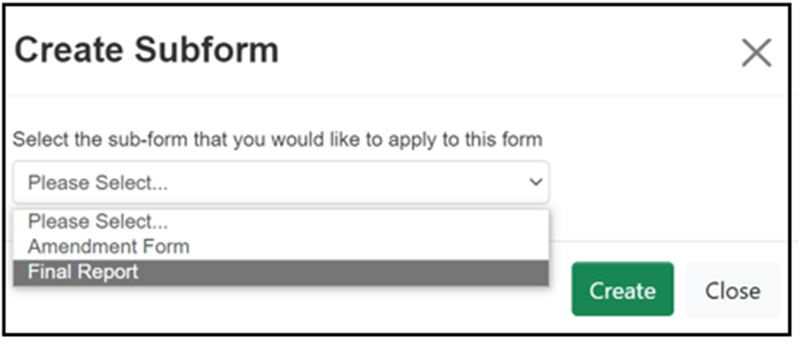 Create Subform
Select the sub-form that you would like to apply to this form
Please Select...
Please Select...
Amendment Form
Final Report
Create
Close